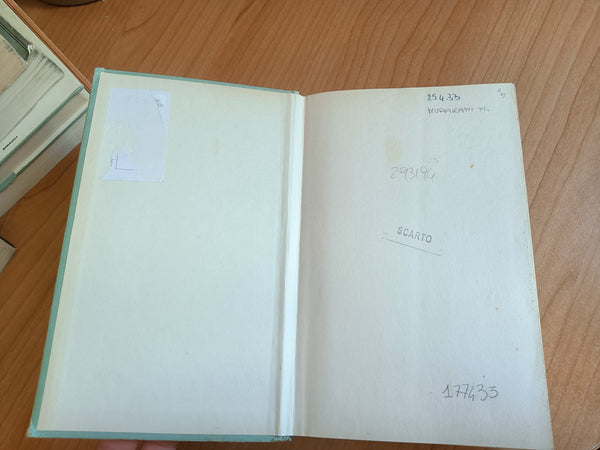 25.4.33.
MURAKAMI H.
293194
SCARTO
177433